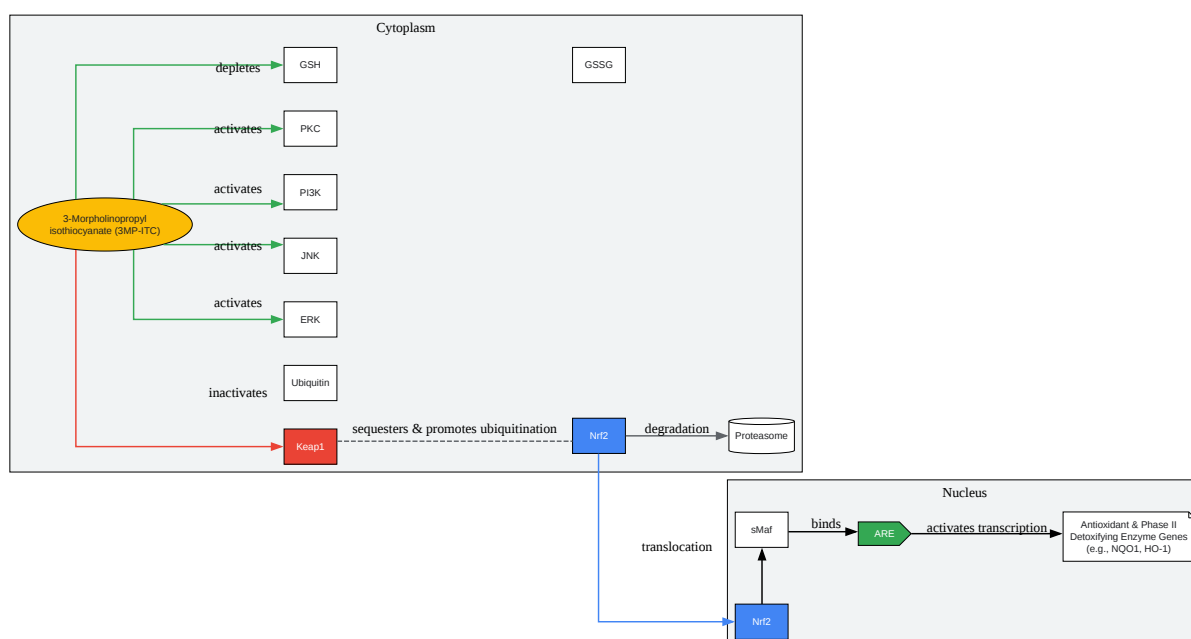 Cytoplasm
depletes
GSH
GSSG
activates
PKC
activates
PI3K
3-Morpholinopropyl
isothiocyanate (3MP-ITC)
activates
JNK
activates
ERK
inactivates
Ubiquitin
Keap1
sequesters & promotes ubiquitination
Nrf2
degradation
Proteasome
Nucleus
translocation
sMaf
binds
ARE
activates transcription
Antioxidant & Phase II
Detoxifying Enzyme Genes
(e.g., NQO1, HO-1)
Nrf2